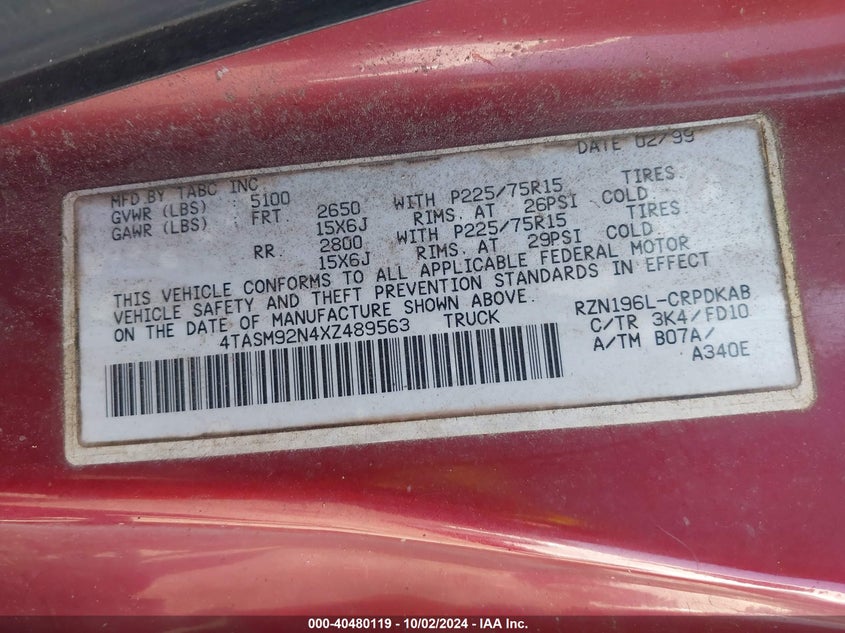 DATE 02/99
MFD BY TABC INC
GVWR (LBS) 5100
GAWR (LBS) FRT 2650 WITH P225/75R15 TIRES
15X6J RIMS. AT 26PSI COLD
RR 2800 WITH P225/75R15 TIRES
15X6J RIMS. AT 29PSI COLD
THIS VEHICLE CONFORMS TO ALL APPLICABLE FEDERAL MOTOR
VEHICLE SAFETY AND THEFT PREVENTION STANDARDS IN EFFECT
ON THE DATE OF MANUFACTURE SHOWN ABOVE.
4TASM92N4XZ489563 TRUCK
RZN196L-CRPDKAB
C/TR 3K4/FD10
A/TM B07A/
A340E
000-40480119 - 10/02/2024 - IAA Inc.